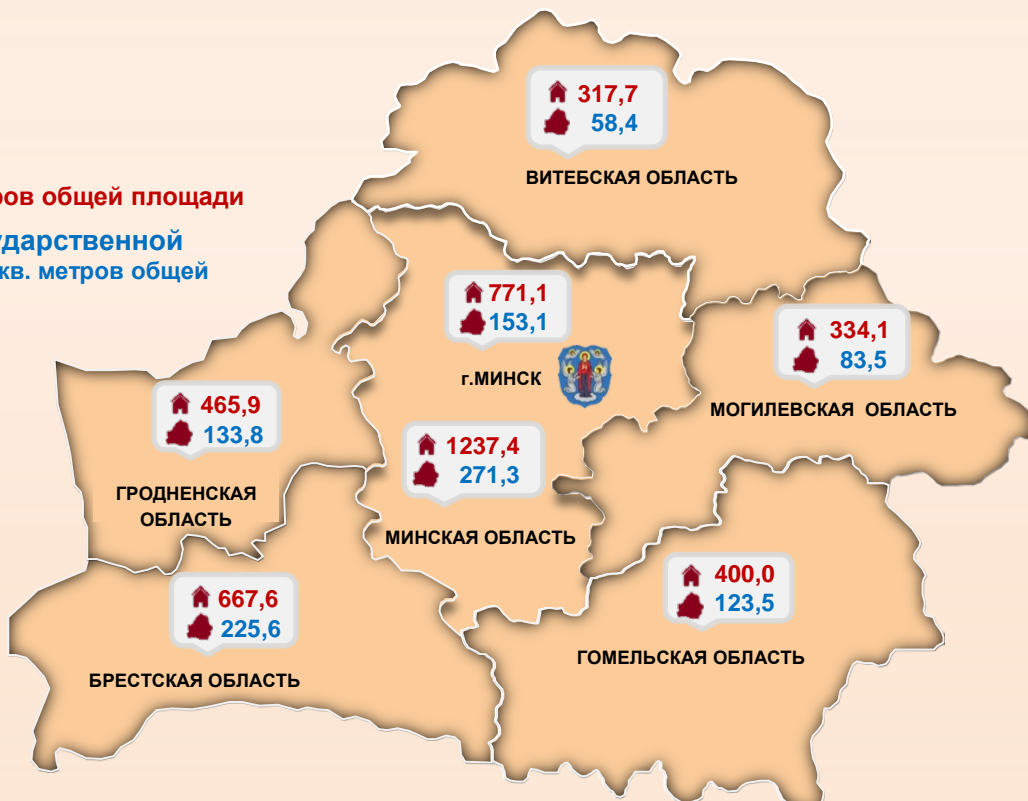 317,7
58,4
ВИТЕБСКАЯ ОБЛАСТЬ
ров общей площади
ударственной
кв. метров общей
771,1
153,1
г.МИНСК
334,1
83,5
МОГИЛЕВСКАЯ ОБЛАСТЬ
465,9
133,8
ГРОДНЕНСКАЯ
ОБЛАСТЬ
1237,4
271,3
МИНСКАЯ ОБЛАСТЬ
400,0
123,5
ГОМЕЛЬСКАЯ ОБЛАСТЬ
667,6
225,6
БРЕСТСКАЯ ОБЛАСТЬ